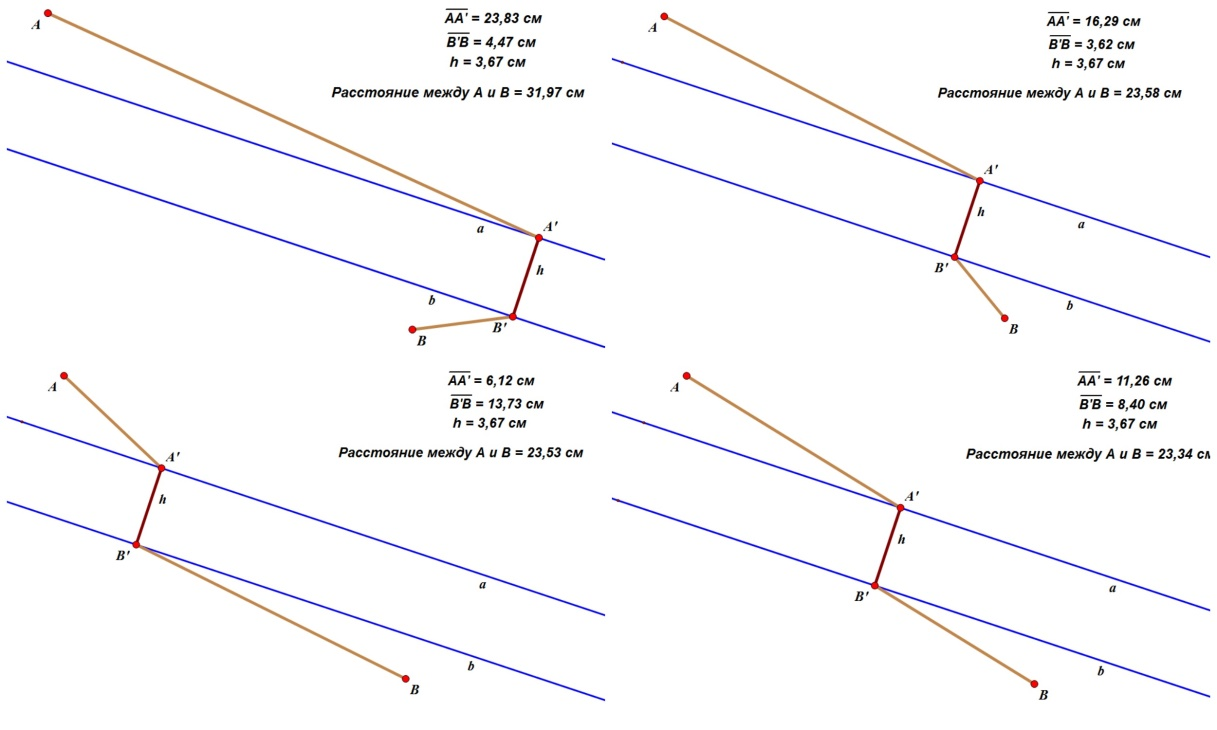 A
AA' = 23,83 см
B'B = 4,47 см
h = 3,67 см
Расстояние между A и B = 31,97 см
a
A'
h
b
B'
B
A
AA' = 16,29 см
B'B = 3,62 см
h = 3,67 см
Расстояние между A и B = 23,58 см
A'
h
a
B'
b
B
A
AA' = 6,12 см
B'B = 13,73 см
h = 3,67 см
Расстояние между A и B = 23,53 см
A'
h
B'
a
b
B
A
AA' = 11,26 см
B'B = 8,40 см
h = 3,67 см
Расстояние между A и B = 23,34 см
A'
h
a
B'
b
B